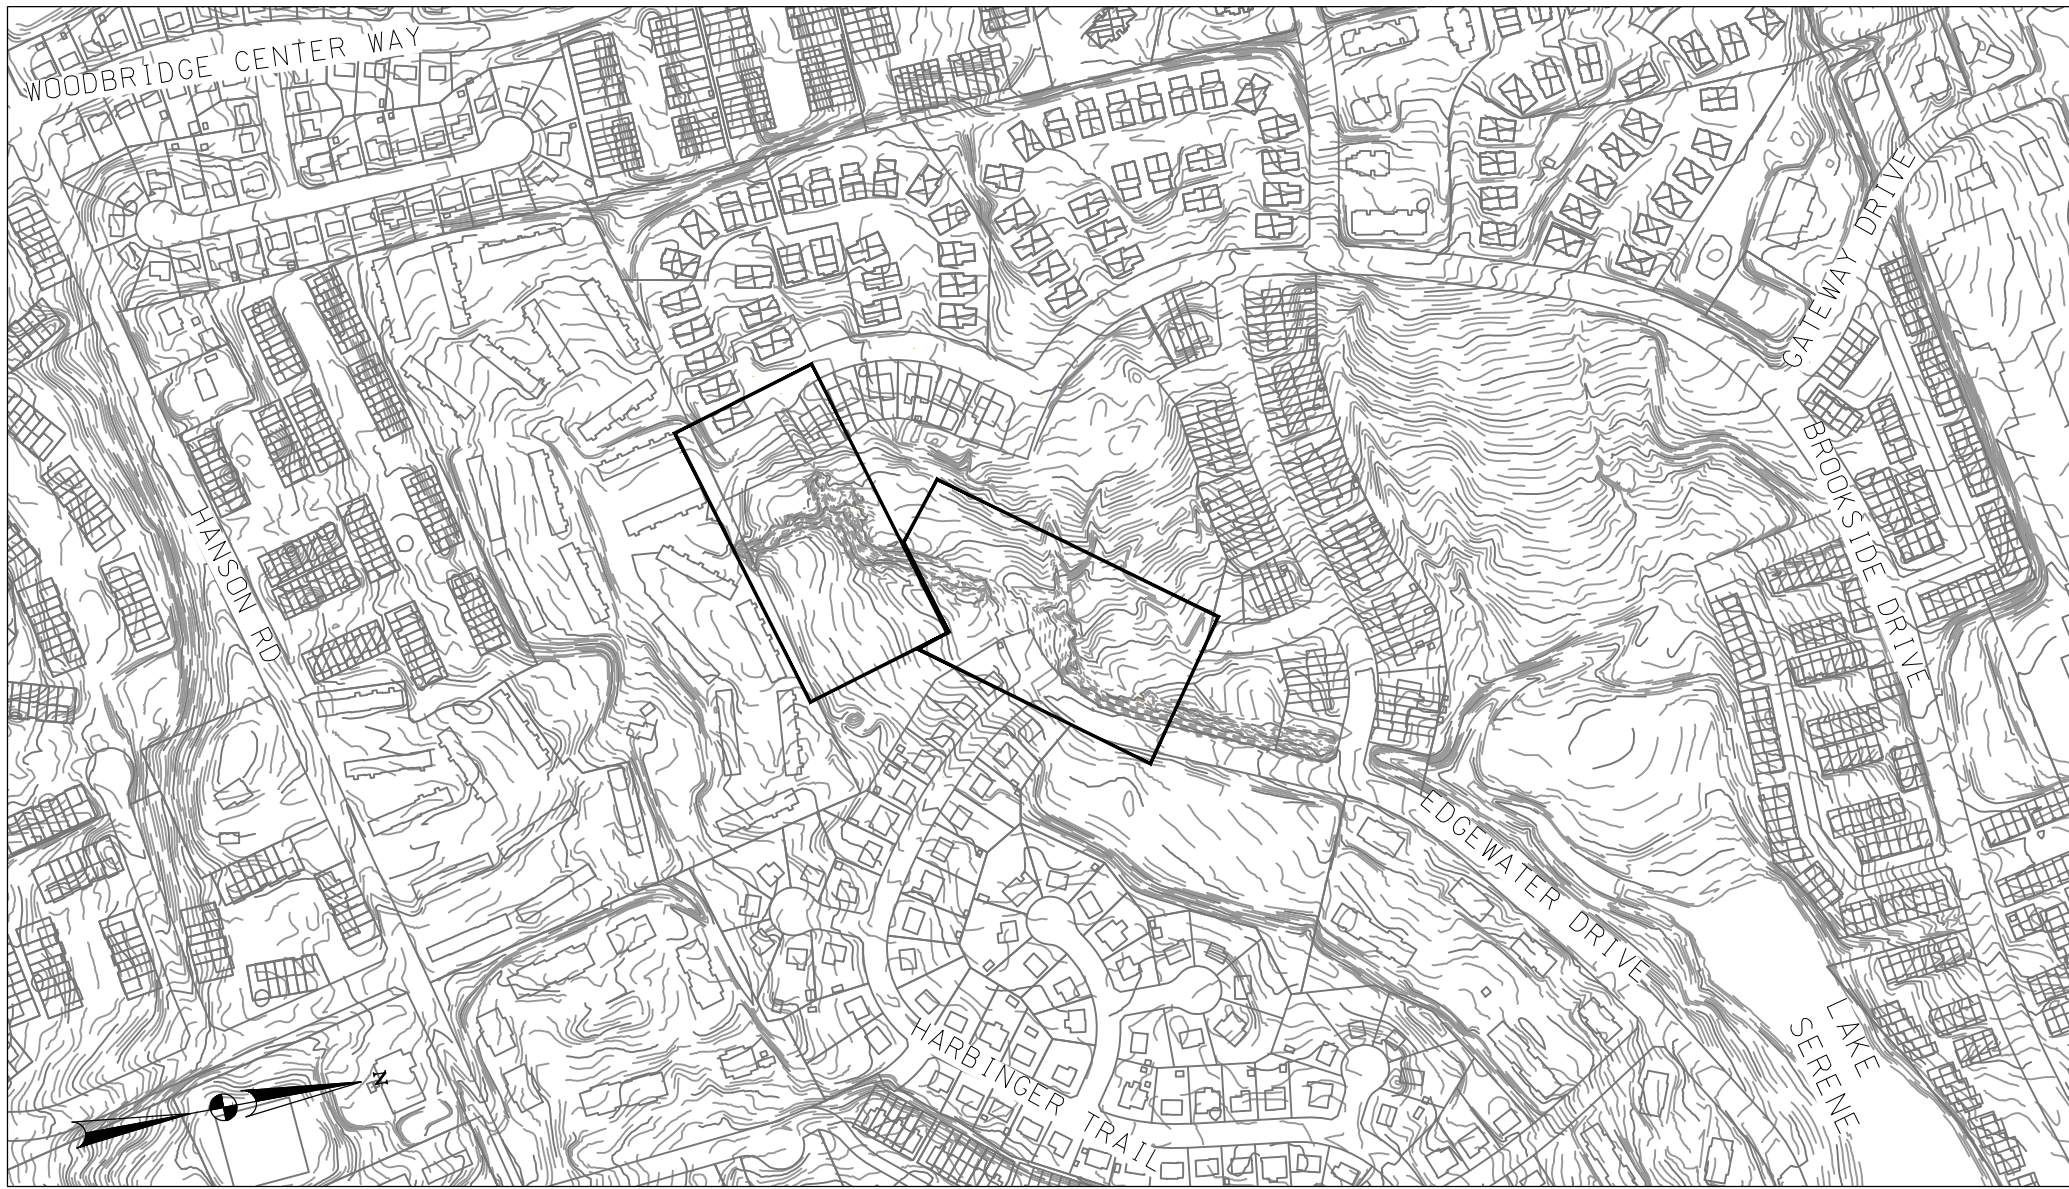 WOODBRIDGE CENTER WAY
GATEWAY DRIVE
BROOKSIDE DRIVE
HANSON RD
EDGEWATER DRIVE
LAKE
SERENE
HARBINGER TRAIL
N